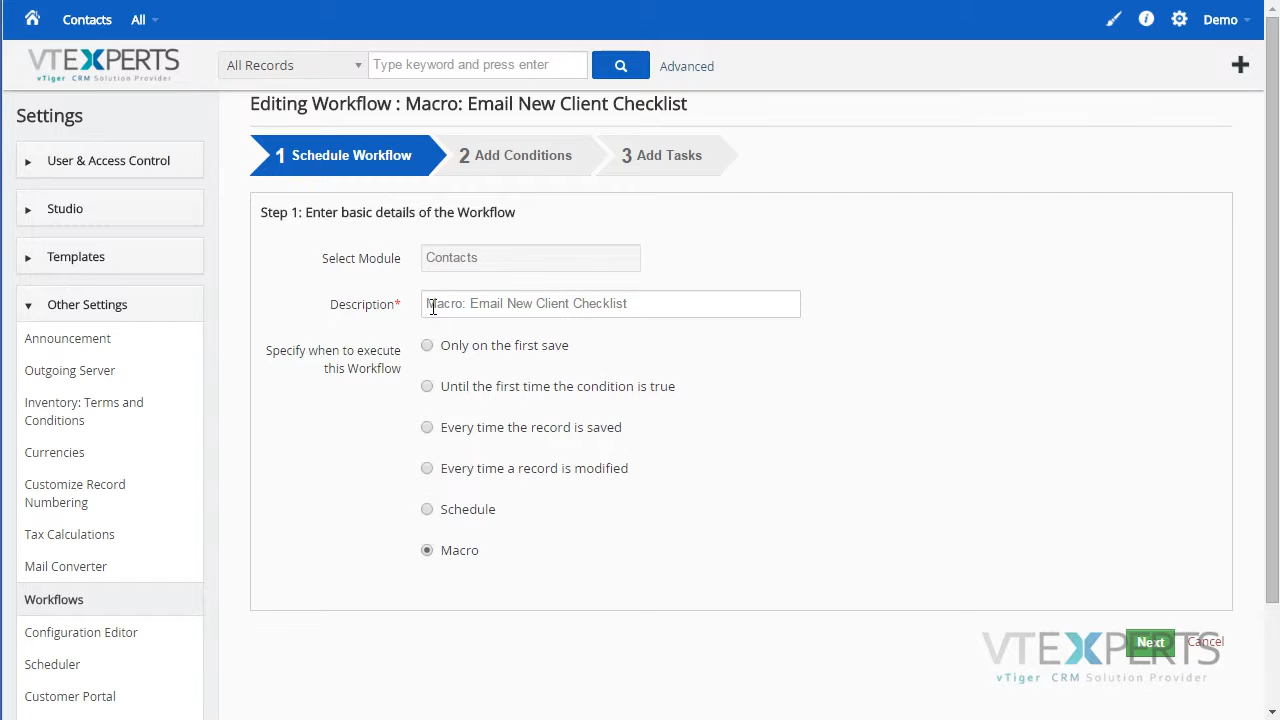 Contacts All Demo
VTEXPERTS
vTiger CRM Solution Provider
All Records Type keyword and press enter Advanced
Settings
User & Access Control
Studio
Templates
Other Settings
Announcement
Outgoing Server
Inventory: Terms and
Conditions
Currencies
Customize Record
Numbering
Tax Calculations
Mail Converter
Workflows
Configuration Editor
Scheduler
Customer Portal
Editing Workflow : Macro: Email New Client Checklist
1 Schedule Workflow 2 Add Conditions 3 Add Tasks
Step 1: Enter basic details of the Workflow
Select Module Contacts
Description* Macro: Email New Client Checklist
Specify when to execute
this Workflow
Only on the first save
Until the first time the condition is true
Every time the record is saved
Every time a record is modified
Schedule
Macro
Next Cancel
VTEXPERTS
vTiger CRM Solution Provider